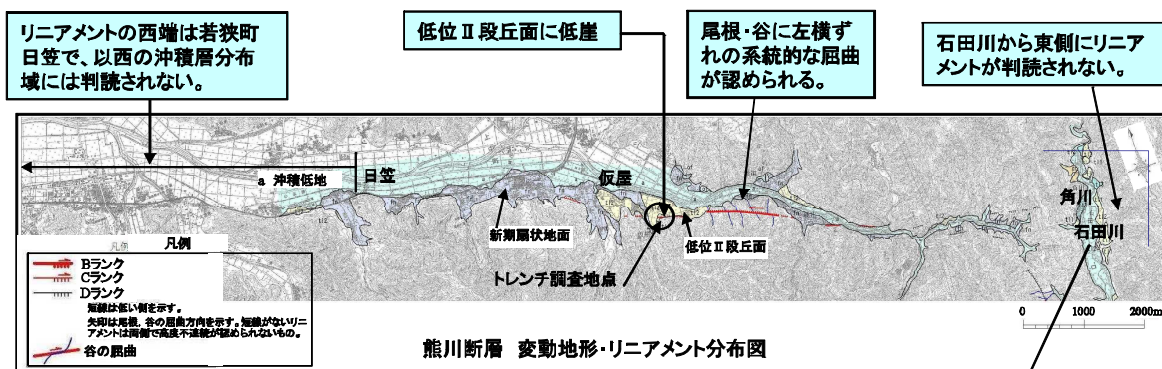 リニアメントの西端は若狭町
日笠で、以西の沖積層分布
域には判読されない。
低位Ⅱ段丘面に低崖
尾根・谷に左横ず
れの系統的な屈曲
が認められる。
石田川から東側にリニア
メントが判読されない。
a 沖積低地
日笠
仮屋
新期扇状地面
低位Ⅱ段丘面
トレンチ調査地点
角川
石田川
凡例
凡例
Bランク
Cランク
Dランク
短線は低い側を示す。
矢印は尾根、谷の屈曲方向を示す。短線がないリニ
アメントは両側で高度不連続が認められないもの。
谷の屈曲
0 1000 2000m
熊川断層 変動地形・リニアメント分布図